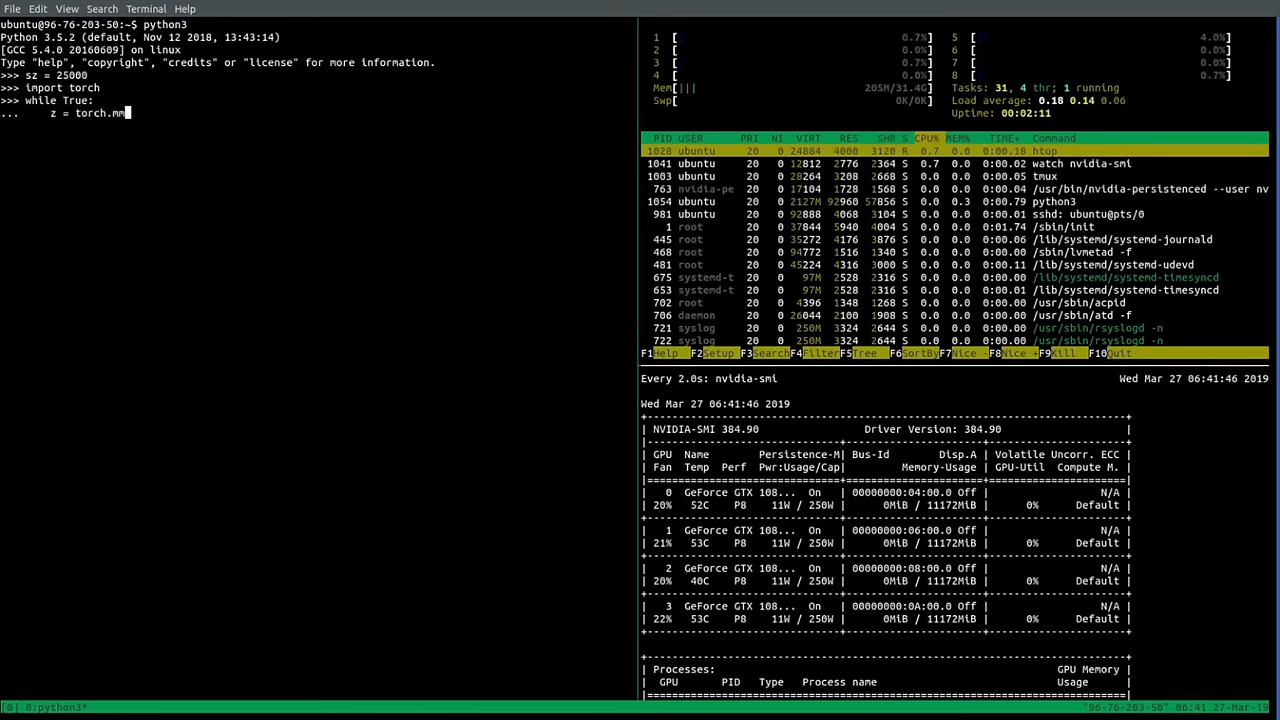 File  Edit  View  Search  Terminal  Help
ubuntu@96-76-203-50:~$ python3
Python 3.5.2 (default, Nov 12 2018, 13:43:14)
[GCC 5.4.0 20160609] on linux
Type "help", "copyright", "credits" or "license" for more information.
>>> sz = 25000
>>> import torch
>>> while True:
...     z = torch.mm
1  [ 0.7%]   5  [ 4.0%]
2  [ 0.0%]   6  [ 0.0%]
3  [ 0.7%]   7  [ 0.0%]
4  [ 0.0%]   8  [ 0.7%]
Mem[||| 205M/31.4G]   Tasks: 31, 4 thr; 1 running
Swp[ 0K/0K]   Load average: 0.18 0.14 0.06
Uptime: 00:02:11
PID USER      PRI  NI  VIRT   RES   SHR S CPU% MEM%   TIME+  Command
1028 ubuntu     20   0 24884  4000  3120 R  0.7  0.0  0:00.18 htop
1041 ubuntu     20   0 12812  2776  2364 S  0.7  0.0  0:00.02 watch nvidia-smi
1003 ubuntu     20   0 28264  3208  2668 S  0.0  0.0  0:00.05 tmux
763 nvidia-pe  20   0 17104  1728  1568 S  0.0  0.0  0:00.04 /usr/bin/nvidia-persistenced --user nv
1054 ubuntu     20   0 2127M 92960 57856 S  0.0  0.3  0:00.79 python3
981 ubuntu     20   0 92888  4068  3104 S  0.0  0.0  0:00.01 sshd: ubuntu@pts/0
1 root       20   0 37844  5940  4004 S  0.0  0.0  0:01.74 /sbin/init
445 root       20   0 35272  4176  3876 S  0.0  0.0  0:00.06 /lib/systemd/systemd-journald
468 root       20   0 94772  1516  1340 S  0.0  0.0  0:00.00 /sbin/lvmetad -f
481 root       20   0 45224  4316  3000 S  0.0  0.0  0:00.11 /lib/systemd/systemd-udevd
675 systemd-t  20   0   97M  2528  2316 S  0.0  0.0  0:00.00 /lib/systemd/systemd-timesyncd
653 systemd-t  20   0   97M  2528  2316 S  0.0  0.0  0:00.01 /lib/systemd/systemd-timesyncd
702 root       20   0  4396  1348  1268 S  0.0  0.0  0:00.00 /usr/sbin/acpid
706 daemon     20   0 26044  2100  1908 S  0.0  0.0  0:00.00 /usr/sbin/atd -f
721 syslog     20   0  250M  3324  2644 S  0.0  0.0  0:00.00 /usr/sbin/rsyslogd -n
722 syslog     20   0  250M  3324  2644 S  0.0  0.0  0:00.00 /usr/sbin/rsyslogd -n
F1Help  F2Setup F3SearchF4FilterF5Tree  F6SortByF7Nice -F8Nice +F9Kill  F10Quit
Every 2.0s: nvidia-smi   Wed Mar 27 06:41:46 2019
Wed Mar 27 06:41:46 2019
| NVIDIA-SMI 384.90                 Driver Version: 384.90                    |
| GPU  Name        Persistence-M| Bus-Id        Disp.A | Volatile Uncorr. ECC |
| Fan  Temp  Perf  Pwr:Usage/Cap|         Memory-Usage | GPU-Util  Compute M. |
|   0  GeForce GTX 108...  On   | 00000000:04:00.0 Off |                  N/A |
| 20%   52C    P8    11W / 250W |      0MiB / 11172MiB |      0%      Default |
|   1  GeForce GTX 108...  On   | 00000000:06:00.0 Off |                  N/A |
| 21%   53C    P8    11W / 250W |      0MiB / 11172MiB |      0%      Default |
|   2  GeForce GTX 108...  On   | 00000000:08:00.0 Off |                  N/A |
| 20%   40C    P8    11W / 250W |      0MiB / 11172MiB |      0%      Default |
|   3  GeForce GTX 108...  On   | 00000000:0A:00.0 Off |                  N/A |
| 22%   53C    P8    11W / 250W |      0MiB / 11172MiB |      0%      Default |
| Processes:                                                       GPU Memory |
|  GPU       PID   Type   Process name                             Usage      |
[0] 0:python3*   "96-76-203-50" 06:41 27-Mar-19